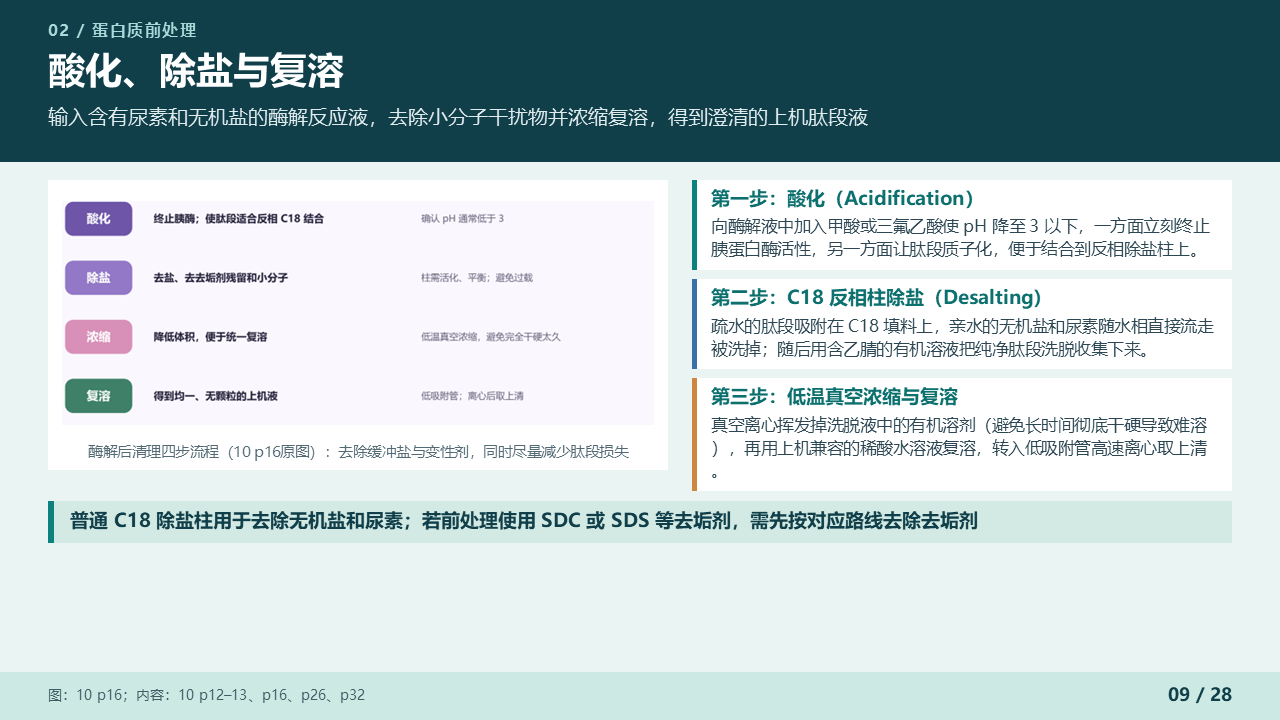 02 / 蛋白质前处理
酸化、除盐与复溶
输入含有尿素和无机盐的酶解反应液，去除小分子干扰物并浓缩复溶，得到澄清的上机肽段液
酸化 终止胰酶；使肽段适合反相 C18 结合 确认 pH 通常低于 3
除盐 去盐、去去垢剂残留和小分子 柱需活化、平衡；避免过载
浓缩 降低体积，便于统一复溶 低温真空浓缩，避免完全干硬太久
复溶 得到均一、无颗粒的上机液 低吸附管；离心后取上清
酶解后清理四步流程（10 p16原图）：去除缓冲盐与变性剂，同时尽量减少肽段损失
第一步：酸化（Acidification）
向酶解液中加入甲酸或三氟乙酸使 pH 降至 3 以下，一方面立刻终止
胰蛋白酶活性，另一方面让肽段质子化，便于结合到反相除盐柱上。
第二步：C18 反相柱除盐（Desalting）
疏水的肽段吸附在 C18 填料上，亲水的无机盐和尿素随水相直接流走
被洗掉；随后用含乙腈的有机溶液把纯净肽段洗脱收集下来。
第三步：低温真空浓缩与复溶
真空离心挥发掉洗脱液中的有机溶剂（避免长时间彻底干硬导致难溶
），再用上机兼容的稀酸水溶液复溶，转入低吸附管高速离心取上清
。
普通 C18 除盐柱用于去除无机盐和尿素；若前处理使用 SDC 或 SDS 等去垢剂，需先按对应路线去除去垢剂
图：10 p16；内容：10 p12–13、p16、p26、p32
09 / 28